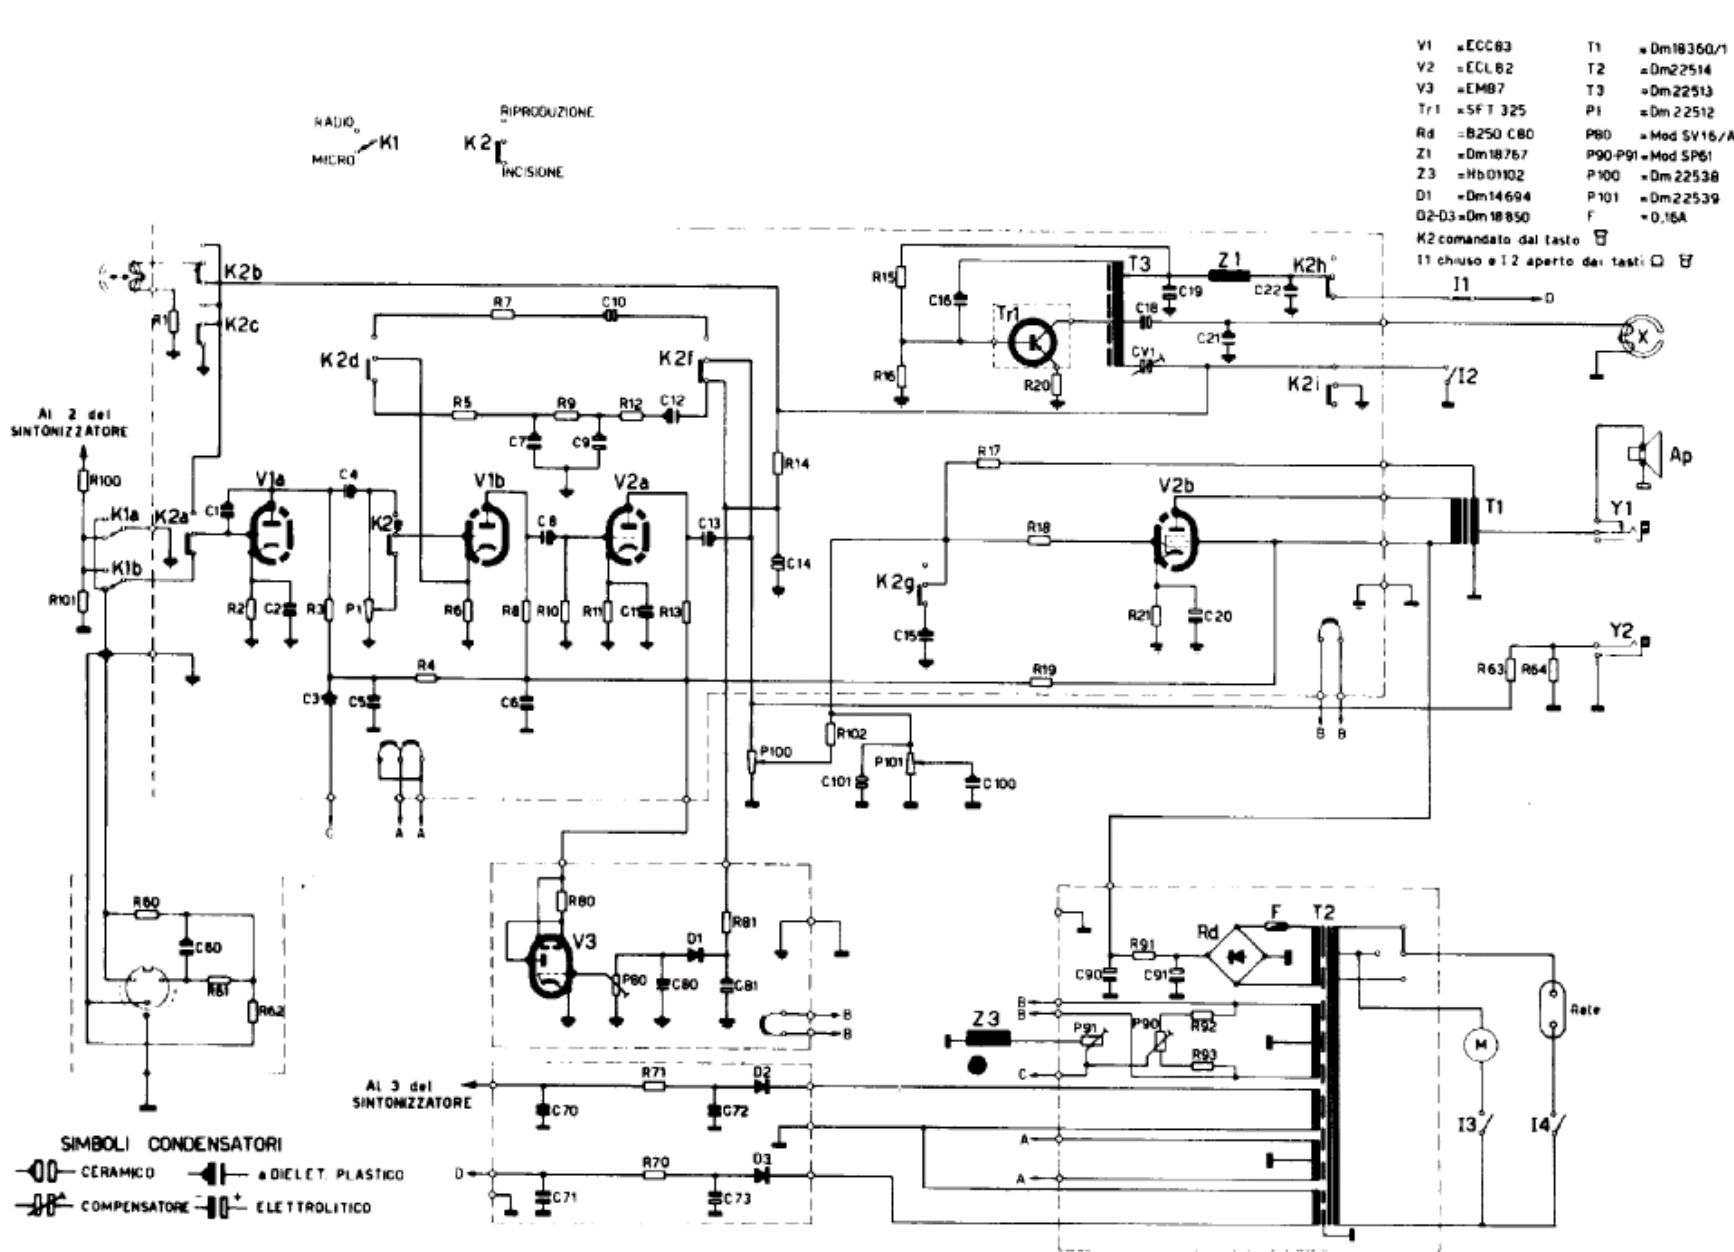 V1 =ECC83 T1 =Dm18360/1
V2 =ECL82 T2 =Dm22514
V3 =EM87 T3 =Dm22513
Tr1 =SFT 325 P1 =Dm22512
Rd =B250 C80 P80 =Mod SV16/A
Z1 =Dm18767 P90-P91=Mod SP61
Z3 =Hb01102 P100 =Dm22538
D1 =Dm14694 P101 =Dm22539
D2-D3=Dm18850 F =0,16A
K2 comandato dal tasto
I1 chiuso e I2 aperto dai tasti
RADIO
MICRO
K1
RIPRODUZIONE
K2
INCISIONE
K2b
R1
K2c
R7
C10
K2d
K2f
R5
R9
R12
C12
C7
C9
R15
C16
Tr1
T3
Z1
K2h
C19
C22
I1
D
C18
C21
X
CV1
R16
R20
K2i
I2
Al 2 del
SINTONIZZATORE
R100
K1a
K2a
K1b
R101
C1
V1a
C4
K2e
V1b
C8
V2a
C13
R14
C14
R17
R18
V2b
T1
Ap
Y1
K2g
C15
R2
C2
R3
P1
R6
R8
R10
R11
C11
R13
R21
C20
Y2
R63
R64
R4
R19
C3
C5
C6
R102
P100
C101
P101
C100
B B
C
A A
R60
C60
R61
R62
R80
V3
P80
C80
D1
R81
C81
B
B
R91
Rd
F
T2
C90
C91
B
B
Z3
P91
P90
R92
R93
C
Rete
M
I3
I4
Al 3 del
SINTONIZZATORE
R71
D2
C70
C72
A
A
D
R70
D3
C71
C73
SIMBOLI CONDENSATORI
CERAMICO
a DIELET. PLASTICO
COMPENSATORE
- +
ELETTROLITICO